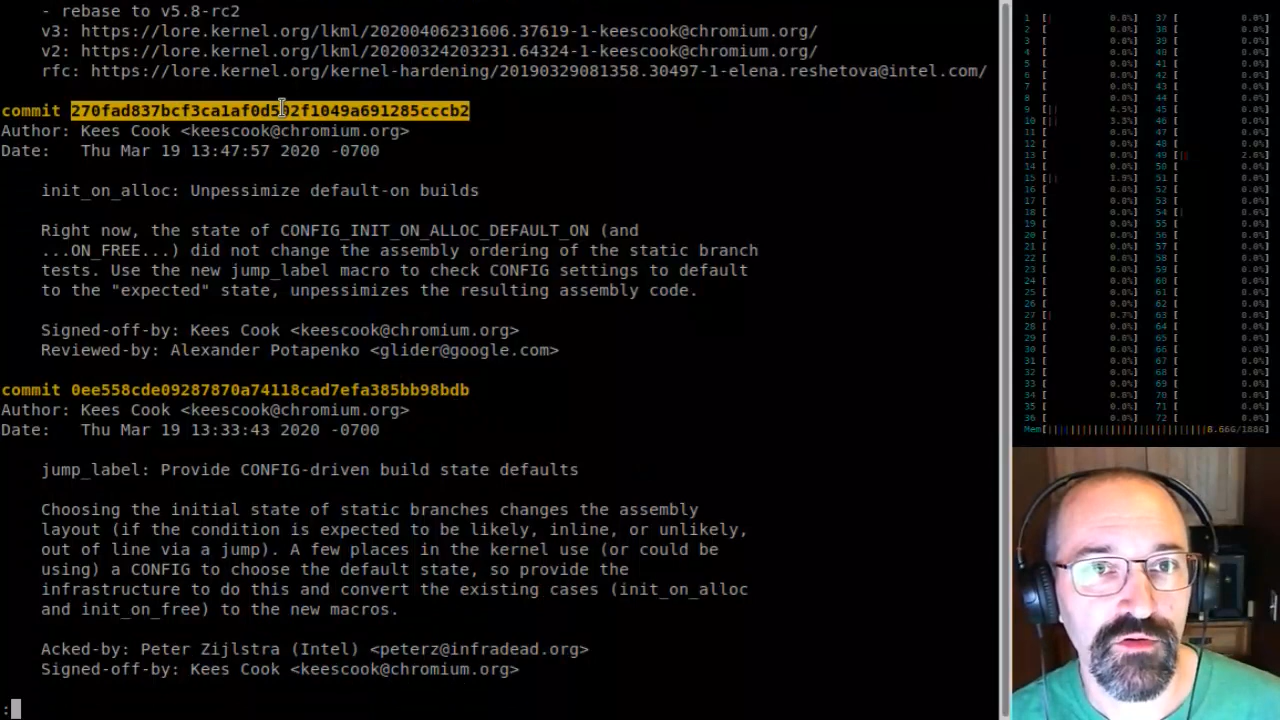 - rebase to v5.8-rc2
v3: https://lore.kernel.org/lkml/20200406231606.37619-1-keescook@chromium.org/
v2: https://lore.kernel.org/lkml/20200324203231.64324-1-keescook@chromium.org/
rfc: https://lore.kernel.org/kernel-hardening/20190329081358.30497-1-elena.reshetova@intel.com/
commit 270fad837bcf3ca1af0d502f1049a691285cccb2
Author: Kees Cook <keescook@chromium.org>
Date: Thu Mar 19 13:47:57 2020 -0700
init_on_alloc: Unpessimize default-on builds
Right now, the state of CONFIG_INIT_ON_ALLOC_DEFAULT_ON (and
...ON_FREE...) did not change the assembly ordering of the static branch
tests. Use the new jump_label macro to check CONFIG settings to default
to the "expected" state, unpessimizes the resulting assembly code.
Signed-off-by: Kees Cook <keescook@chromium.org>
Reviewed-by: Alexander Potapenko <glider@google.com>
commit 0ee558cde09287870a74118cad7efa385bb98bdb
Author: Kees Cook <keescook@chromium.org>
Date: Thu Mar 19 13:33:43 2020 -0700
jump_label: Provide CONFIG-driven build state defaults
Choosing the initial state of static branches changes the assembly
layout (if the condition is expected to be likely, inline, or unlikely,
out of line via a jump). A few places in the kernel use (or could be
using) a CONFIG to choose the default state, so provide the
infrastructure to do this and convert the existing cases (init_on_alloc
and init_on_free) to the new macros.
Acked-by: Peter Zijlstra (Intel) <peterz@infradead.org>
Signed-off-by: Kees Cook <keescook@chromium.org>
: